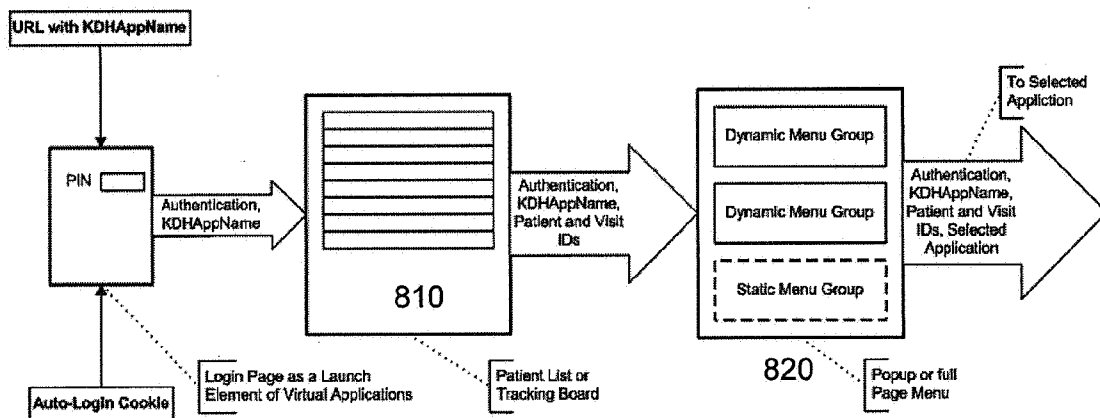 URL with KDHAppName
PIN
Authentication,
KDHAppName
Auto-Login Cookie
Login Page as a Launch
Element of Virtual Applications
810
Patient List or
Tracking Board
Authentication,
KDHAppName,
Patient and Visit
IDs
Dynamic Menu Group
Dynamic Menu Group
Static Menu Group
820
Popup or full
Page Menu
To Selected
Appliction
Authentication,
KDHAppName,
Patient and Visit
IDs, Selected
Application